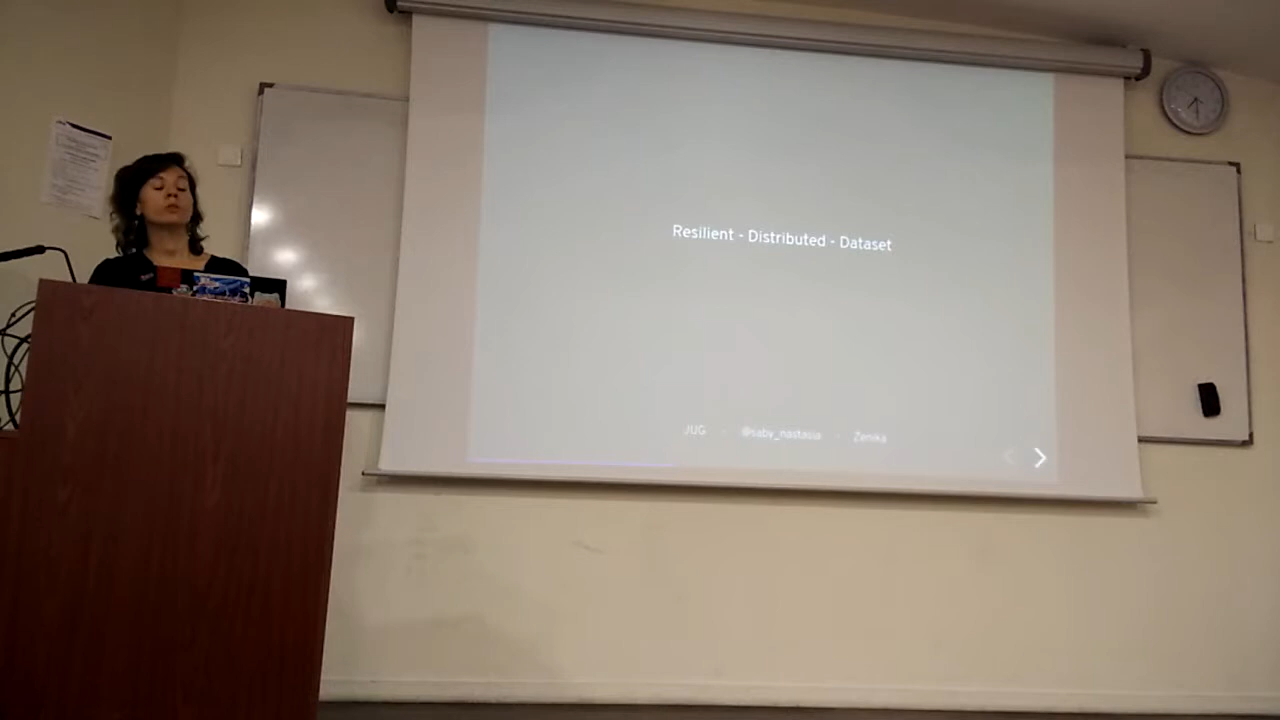 Resilient - Distributed - Dataset
JUG - @saby_nastasia - Zenika